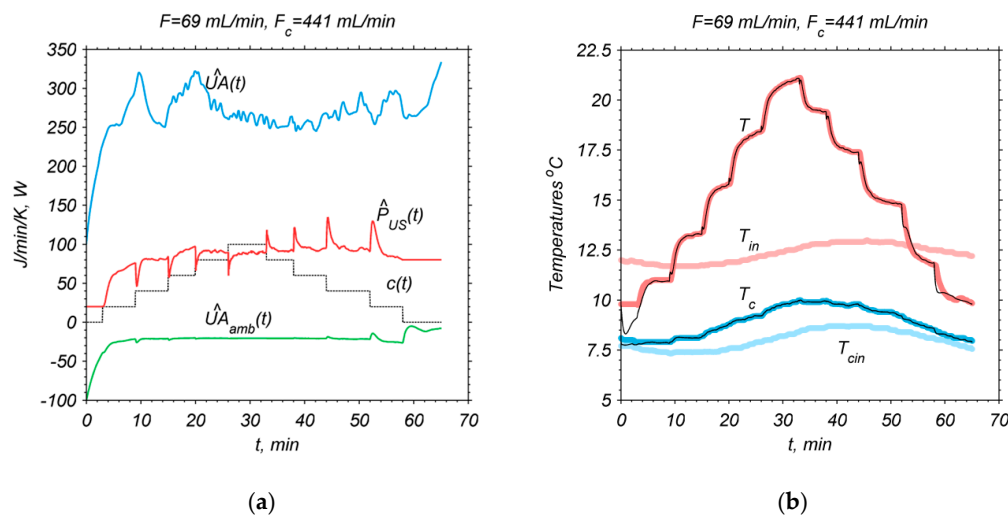 F=69 mL/min, F_c=441 mL/min
350
300
250
200
150
100
50
0
-50
-100
J/min/K, W
ÛA(t)
P̂_US(t)
c(t)
ÛA_amb(t)
0 10 20 30 40 50 60 70
t, min
(a)
F=69 mL/min, F_c=441 mL/min
22.5
20
17.5
15
12.5
10
7.5
5
Temperatures °C
T
T_in
T_c
T_cin
0 10 20 30 40 50 60 70
t, min
(b)